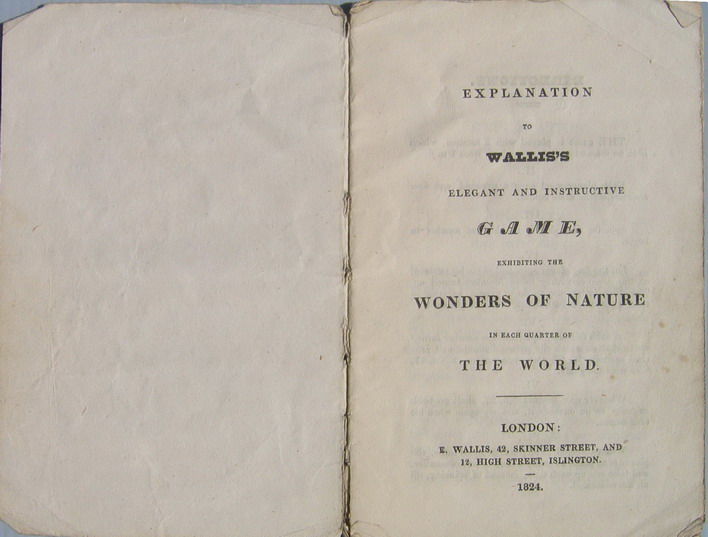 EXPLANATION
TO
WALLIS'S
ELEGANT AND INSTRUCTIVE
GAME,
EXHIBITING THE
WONDERS OF NATURE
IN EACH QUARTER OF
THE WORLD.
LONDON:
E. WALLIS, 42, SKINNER STREET, AND
12, HIGH STREET, ISLINGTON.
1824.